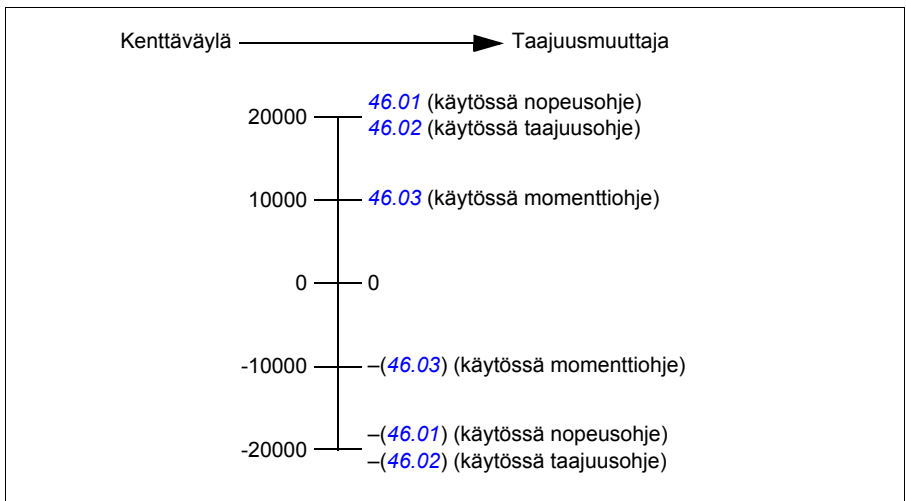 Kenttäväylä Taajuusmuuttaja
46.01 (käytössä nopeusohje)
20000
46.02 (käytössä taajuusohje)
10000 46.03 (käytössä momenttiohje)
0 0
-10000 –(46.03) (käytössä momenttiohje)
–(46.01) (käytössä nopeusohje)
-20000
–(46.02) (käytössä taajuusohje)